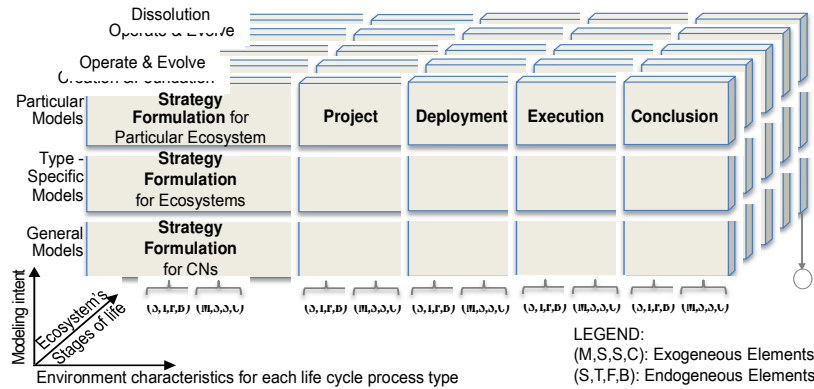 Dissolution
Operate & Evolve
Operate & Evolve
Creation & Foundation
Particular Models
Strategy Formulation for Particular Ecosystem
Project
Deployment
Execution
Conclusion
Type - Specific Models
Strategy Formulation for Ecosystems
General Models
Strategy Formulation for CNs
(S,T,F,B) (M,S,S,C) (S,T,F,B) (M,S,S,C) (S,T,F,B) (M,S,S,C) (S,T,F,B) (M,S,S,C) (S,T,F,B) (M,S,S,C)
Modeling intent
Ecosystem's
Stages of life
Environment characteristics for each life cycle process type
LEGEND:
(M,S,S,C): Exogeneous Elements
(S,T,F,B): Endogeneous Elements